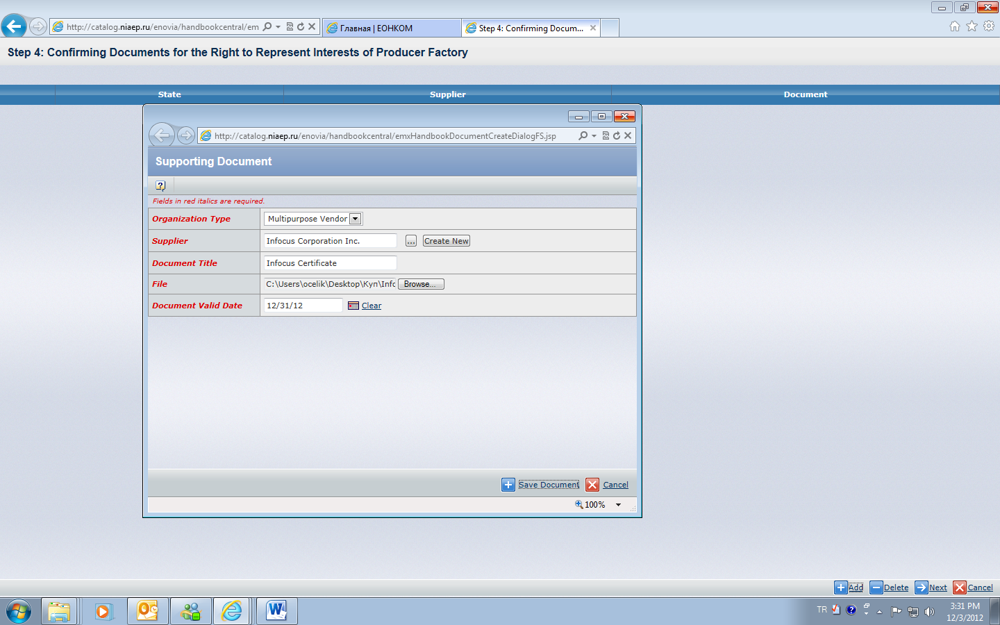 http://catalog.niaep.ru/enovia/handbookcentral/em
Главная | ЕОНКОМ
Step 4: Confirming Docum...
Step 4: Confirming Documents for the Right to Represent Interests of Producer Factory
State Supplier Document
http://catalog.niaep.ru/enovia/handbookcentral/emxHandbookDocumentCreateDialogFS.jsp
Supporting Document
Fields in red italics are required.
Organization Type Multipurpose Vendor
Supplier Infocus Corporation Inc. ... Create New
Document Title Infocus Certificate
File C:\Users\ocelik\Desktop\Куп\Infc Browse...
Document Valid Date 12/31/12 Clear
Save Document Cancel
100%
Add Delete Next Cancel
TR
3:31 PM
12/3/2012